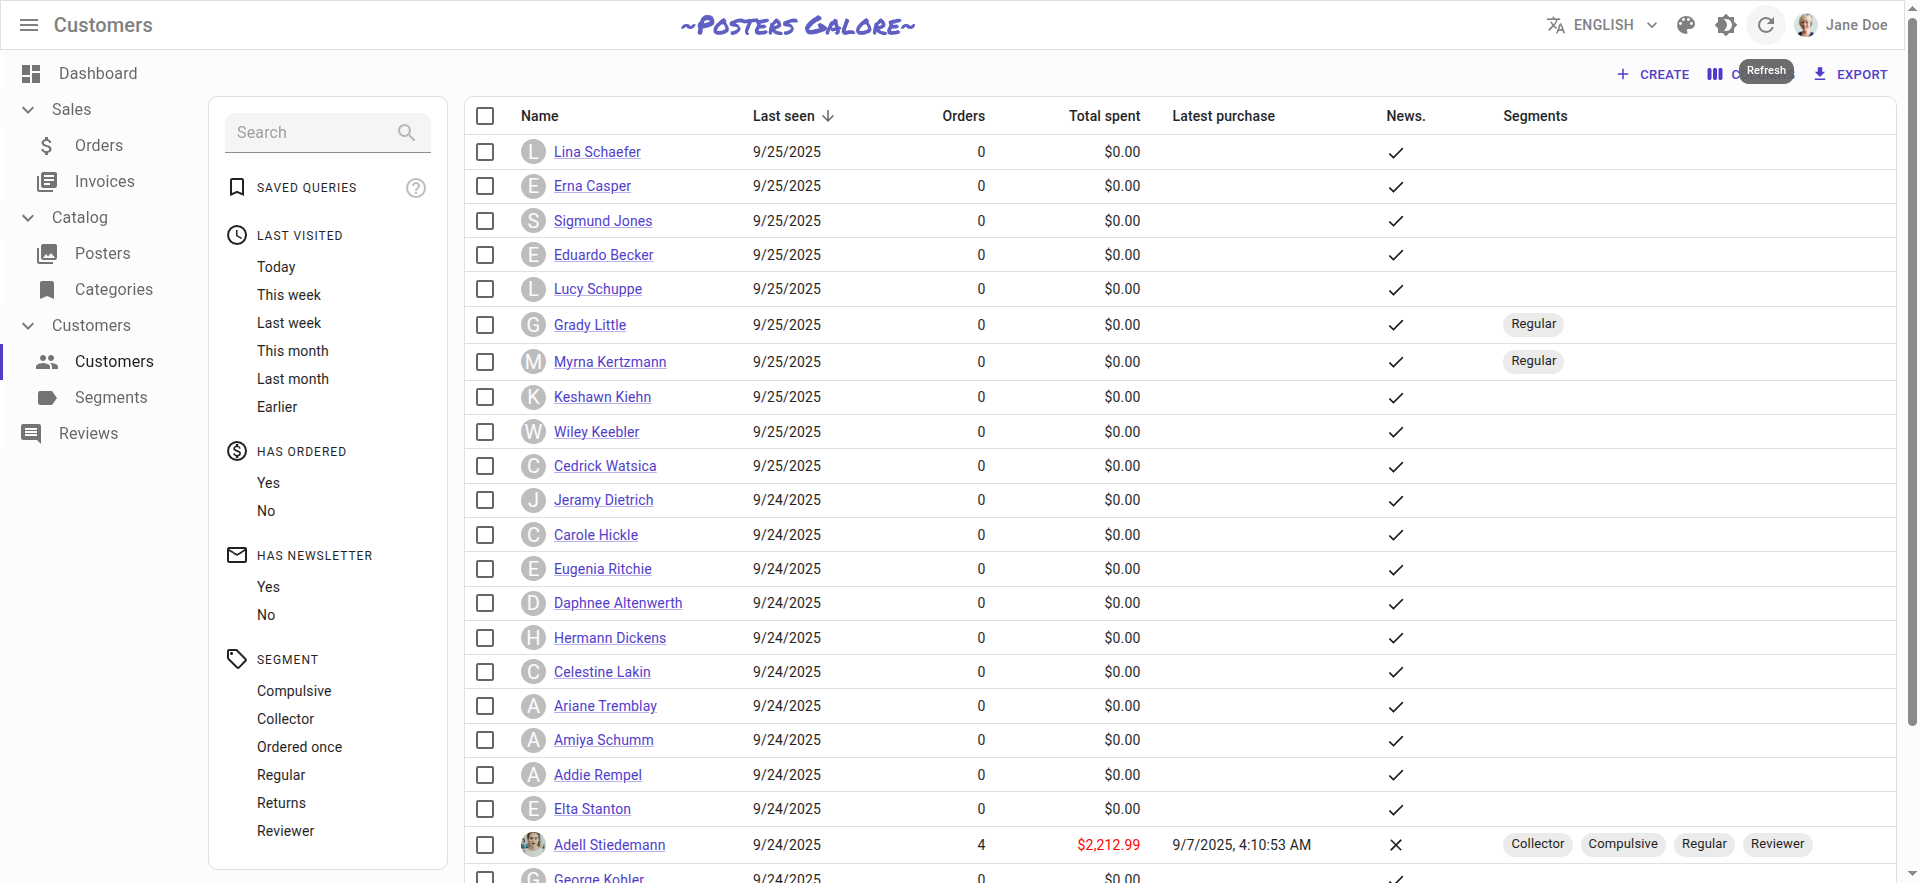 Customers
~Posters Galore~
ENGLISH
Jane Doe
Dashboard
Sales
Orders
Invoices
Catalog
Posters
Categories
Customers
Customers
Segments
Reviews
CREATE
Refresh
EXPORT
Search
SAVED QUERIES
LAST VISITED
Today
This week
Last week
This month
Last month
Earlier
HAS ORDERED
Yes
No
HAS NEWSLETTER
Yes
No
SEGMENT
Compulsive
Collector
Ordered once
Regular
Returns
Reviewer
Name Last seen Orders Total spent Latest purchase News. Segments
L Lina Schaefer 9/25/2025 0 $0.00
E Erna Casper 9/25/2025 0 $0.00
S Sigmund Jones 9/25/2025 0 $0.00
E Eduardo Becker 9/25/2025 0 $0.00
L Lucy Schuppe 9/25/2025 0 $0.00
G Grady Little 9/25/2025 0 $0.00 Regular
M Myrna Kertzmann 9/25/2025 0 $0.00 Regular
K Keshawn Kiehn 9/25/2025 0 $0.00
W Wiley Keebler 9/25/2025 0 $0.00
C Cedrick Watsica 9/25/2025 0 $0.00
J Jeramy Dietrich 9/24/2025 0 $0.00
C Carole Hickle 9/24/2025 0 $0.00
E Eugenia Ritchie 9/24/2025 0 $0.00
D Daphnee Altenwerth 9/24/2025 0 $0.00
H Hermann Dickens 9/24/2025 0 $0.00
C Celestine Lakin 9/24/2025 0 $0.00
A Ariane Tremblay 9/24/2025 0 $0.00
A Amiya Schumm 9/24/2025 0 $0.00
A Addie Rempel 9/24/2025 0 $0.00
E Elta Stanton 9/24/2025 0 $0.00
Adell Stiedemann 9/24/2025 4 $2,212.99 9/7/2025, 4:10:53 AM Collector Compulsive Regular Reviewer
G George Kohler 9/24/2025 0 $0.00